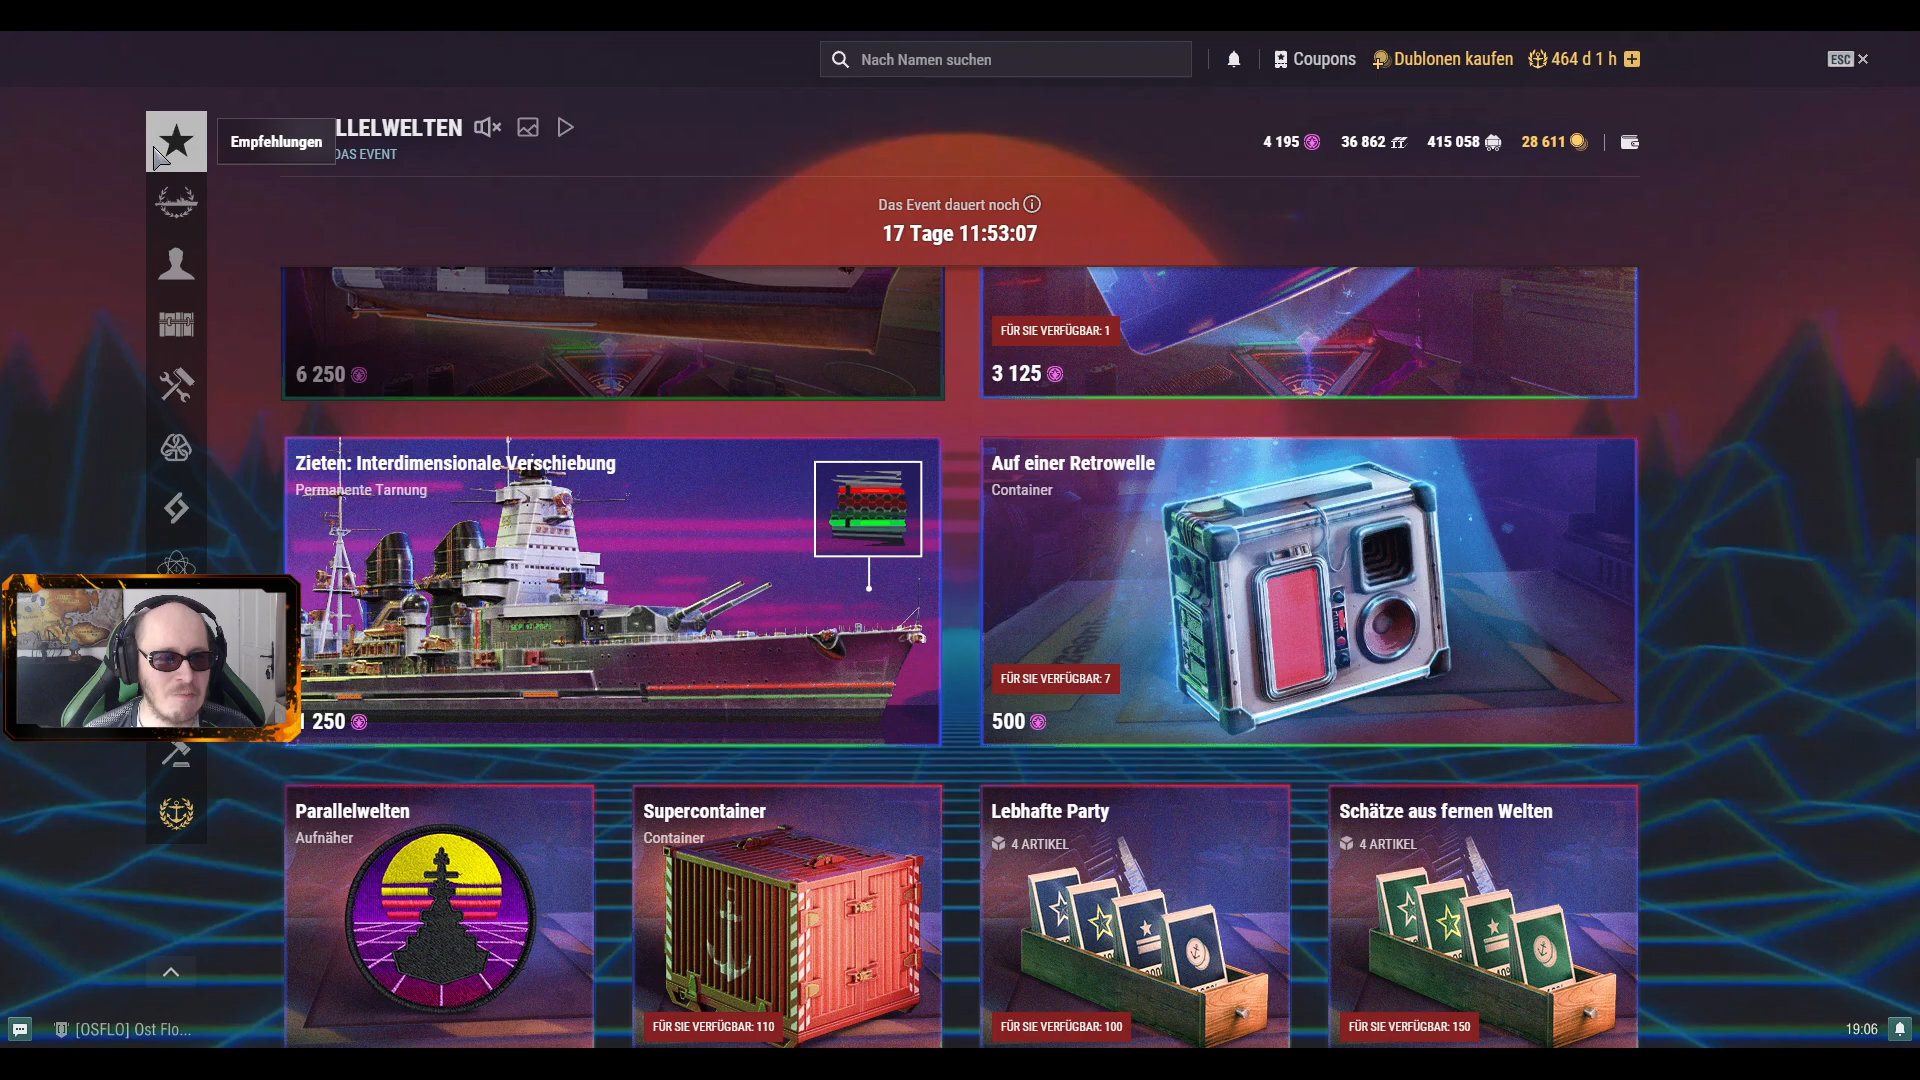 Nach Namen suchen
Coupons
Dublonen kaufen
464 d 1 h
ESC
Empfehlungen
LLELWELTEN
DAS EVENT
4 195
36 862
415 058
28 611
Das Event dauert noch
17 Tage 11:53:07
6 250
FÜR SIE VERFÜGBAR: 1
3 125
Zieten: Interdimensionale Verschiebung
Permanente Tarnung
1 250
Auf einer Retrowelle
Container
FÜR SIE VERFÜGBAR: 7
500
Parallelwelten
Aufnäher
Supercontainer
Container
FÜR SIE VERFÜGBAR: 110
Lebhafte Party
4 ARTIKEL
FÜR SIE VERFÜGBAR: 100
Schätze aus fernen Welten
4 ARTIKEL
FÜR SIE VERFÜGBAR: 150
[OSFLO] Ost Flo...
19:06